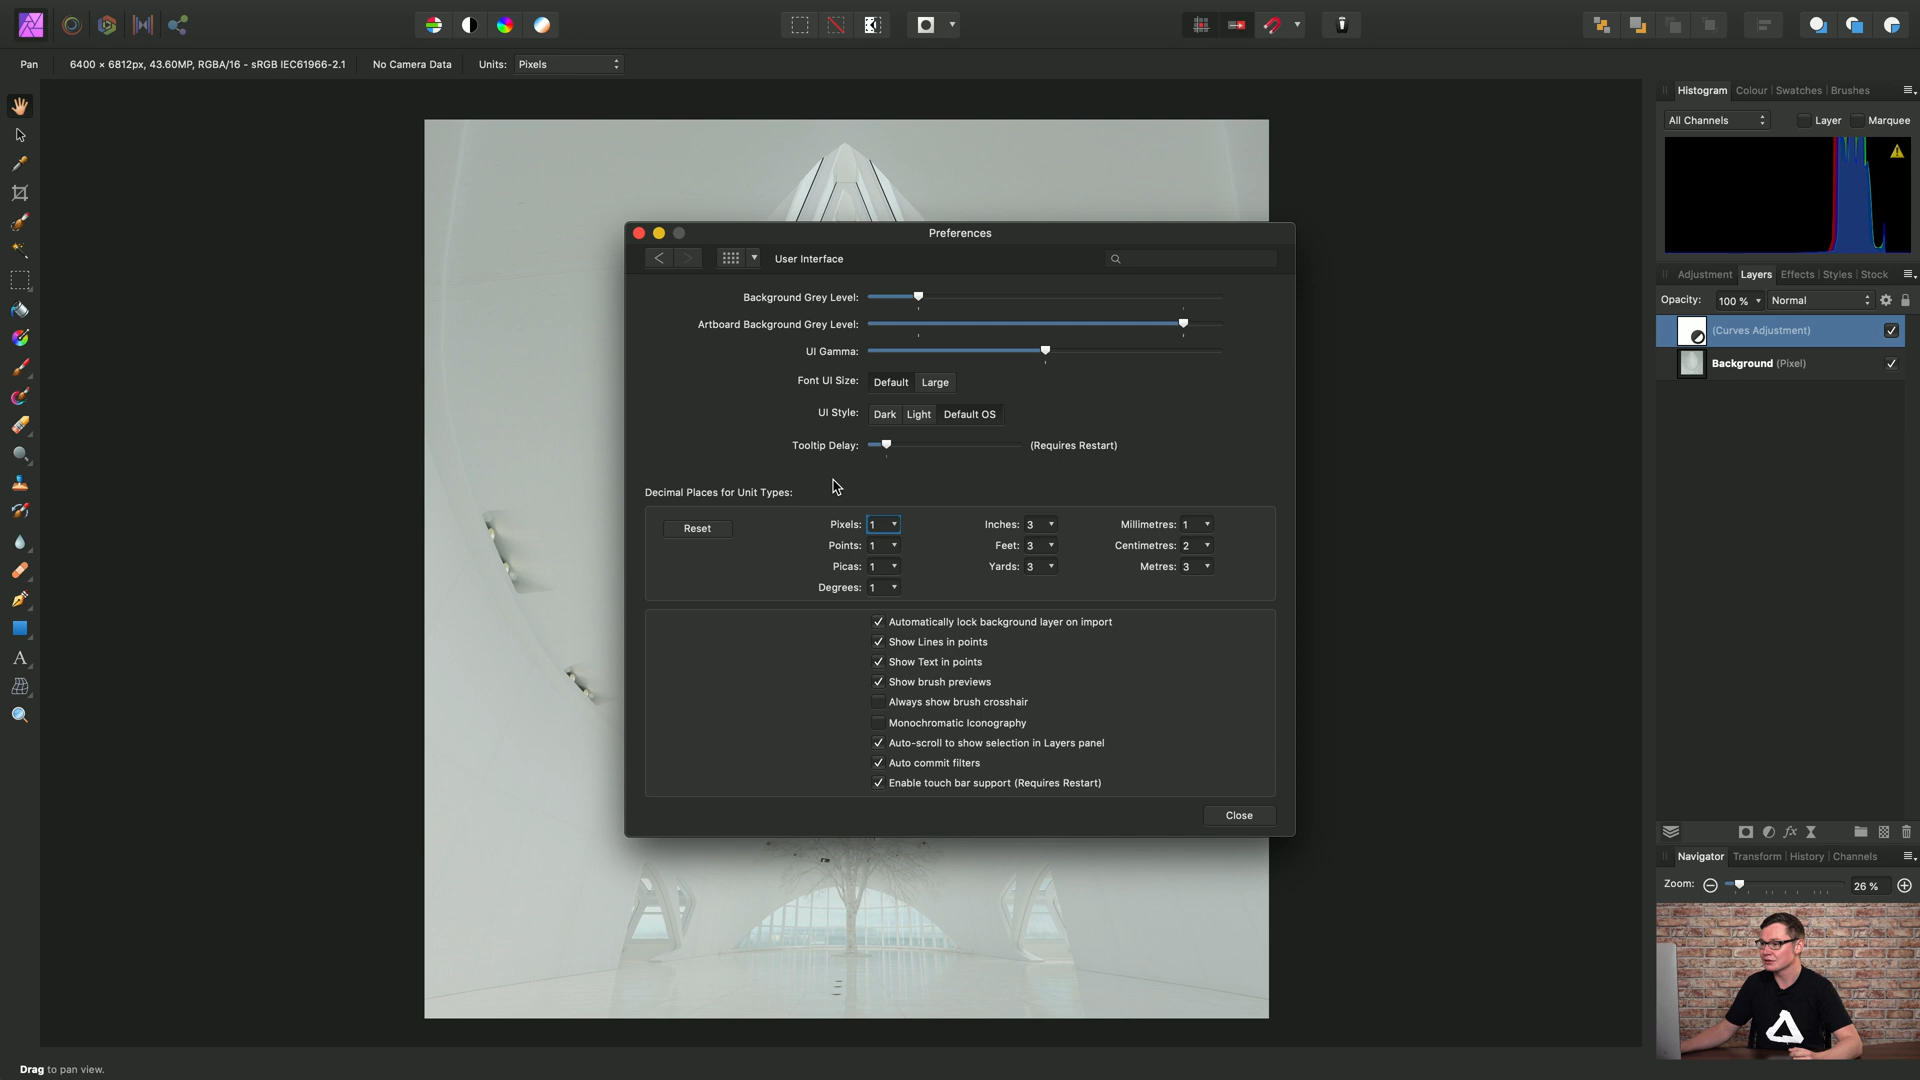 Pan
6400 × 6812px, 43.60MP, RGBA/16 - sRGB IEC61966-2.1
No Camera Data
Units: Pixels
Histogram Colour Swatches Brushes
All Channels Layer Marquee
Preferences
User Interface
Background Grey Level:
Artboard Background Grey Level:
UI Gamma:
Font UI Size: Default Large
UI Style: Dark Light Default OS
Tooltip Delay: (Requires Restart)
Decimal Places for Unit Types:
Reset
Pixels: 1 Inches: 3 Millimetres: 1
Points: 1 Feet: 3 Centimetres: 2
Picas: 1 Yards: 3 Metres: 3
Degrees: 1
Automatically lock background layer on import
Show Lines in points
Show Text in points
Show brush previews
Always show brush crosshair
Monochromatic Iconography
Auto-scroll to show selection in Layers panel
Auto commit filters
Enable touch bar support (Requires Restart)
Close
Adjustment Layers Effects Styles Stock
Opacity: 100 % Normal
(Curves Adjustment)
Background (Pixel)
fx
Navigator Transform History Channels
Zoom: 26 %
A
Drag to pan view.